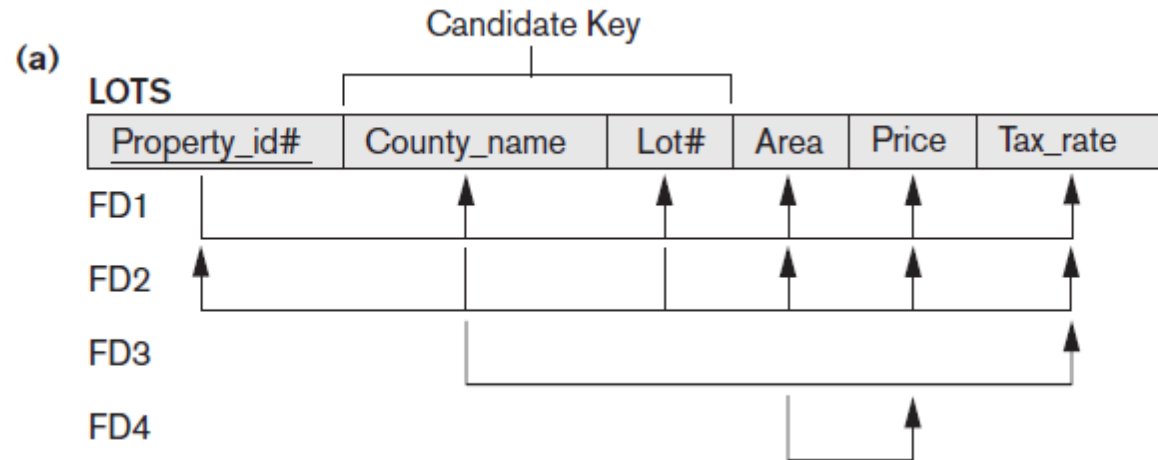 Candidate Key
(a)
LOTS
Property_id# County_name Lot# Area Price Tax_rate
FD1
FD2
FD3
FD4